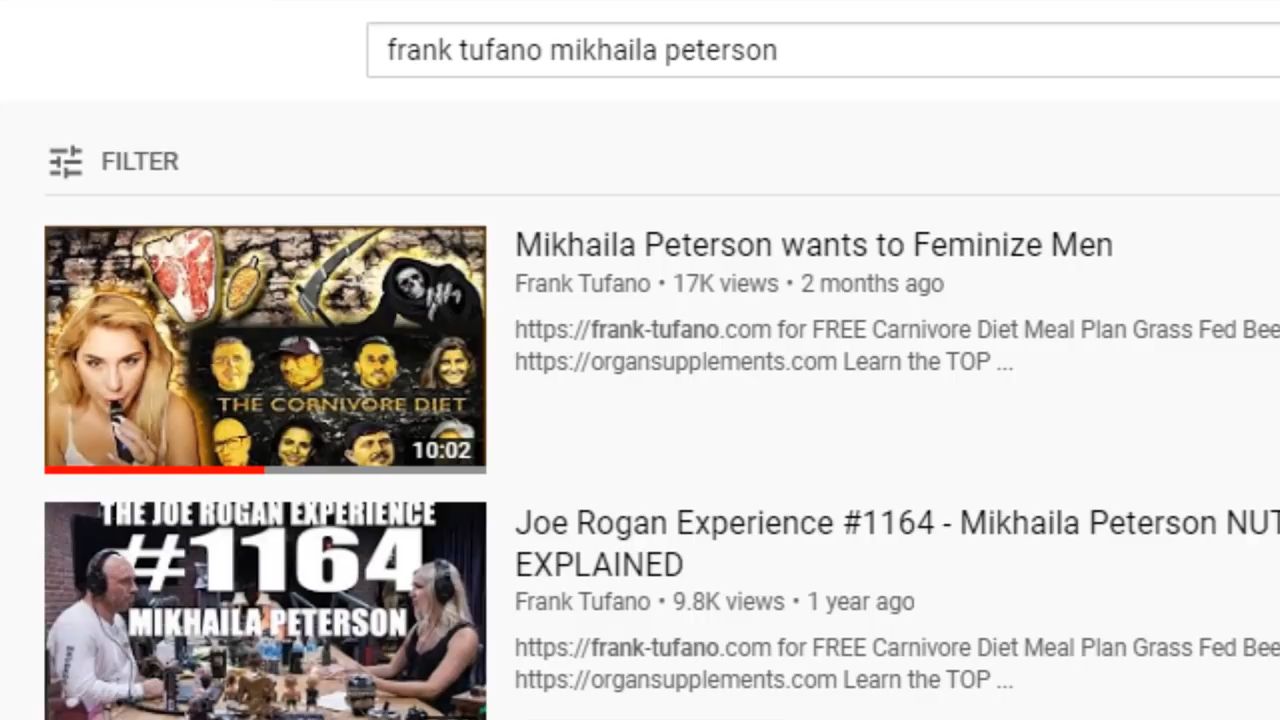 frank tufano mikhaila peterson
FILTER
THE CORNIVORE DIET
10:02
Mikhaila Peterson wants to Feminize Men
Frank Tufano • 17K views • 2 months ago
https://frank-tufano.com for FREE Carnivore Diet Meal Plan Grass Fed Bee
https://organsupplements.com Learn the TOP ...
THE JOE ROGAN EXPERIENCE
#1164
MIKHAILA PETERSON
Joe Rogan Experience #1164 - Mikhaila Peterson NUT
EXPLAINED
Frank Tufano • 9.8K views • 1 year ago
https://frank-tufano.com for FREE Carnivore Diet Meal Plan Grass Fed Bee
https://organsupplements.com Learn the TOP ...